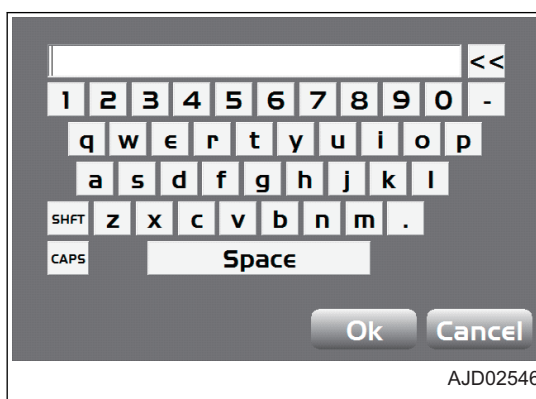 <<
1 2 3 4 5 6 7 8 9 0 -
q w e r t y u i o p
a s d f g h j k l
SHFT z x c v b n m .
CAPS Space
Ok Cancel
AJD02546